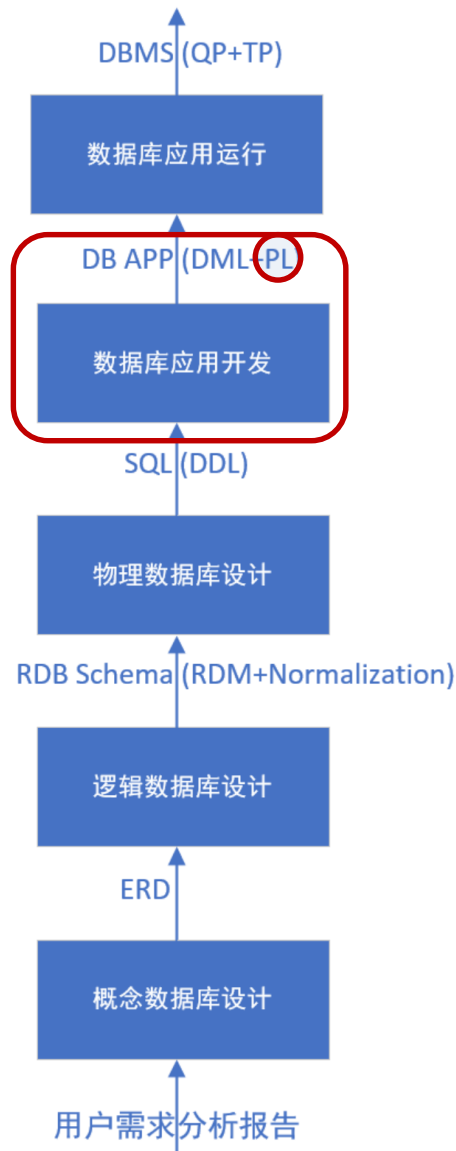 DBMS (QP+TP)
数据库应用运行
DB APP (DML+PL)
数据库应用开发
SQL (DDL)
物理数据库设计
RDB Schema (RDM+Normalization)
逻辑数据库设计
ERD
概念数据库设计
用户需求分析报告